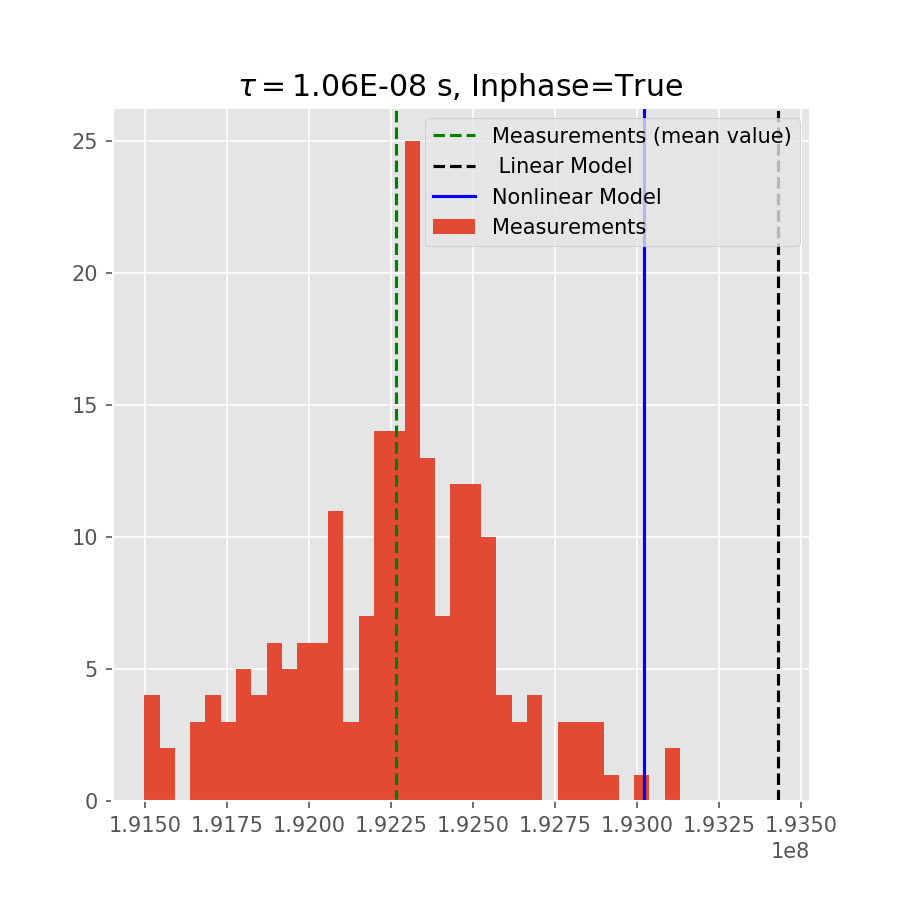 τ = 1.06E-08 s, Inphase=True
Measurements (mean value)
Linear Model
Nonlinear Model
Measurements
25
20
15
10
5
0
1.9150 1.9175 1.9200 1.9225 1.9250 1.9275 1.9300 1.9325 1.9350
1e8